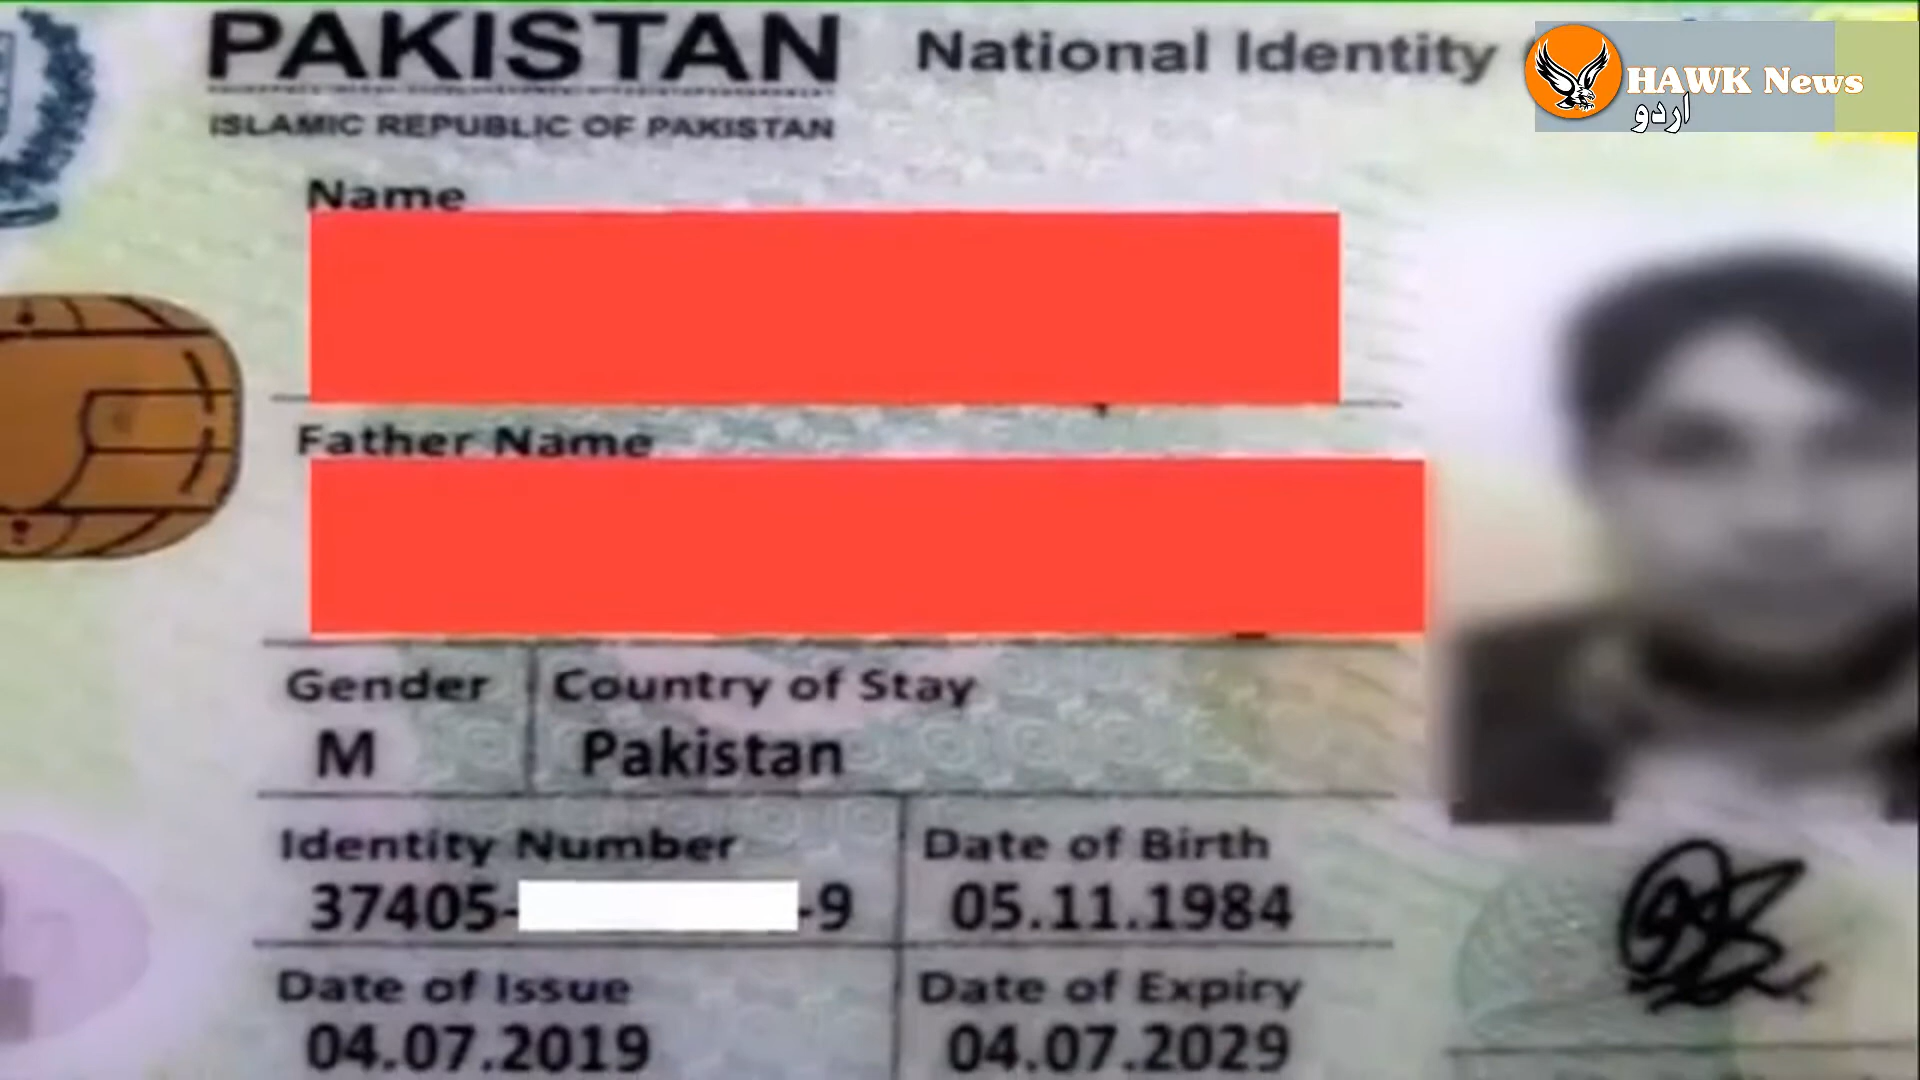 PAKISTAN
National Identity
HAWK News
اردو
ISLAMIC REPUBLIC OF PAKISTAN
Name
Father Name
Gender
Country of Stay
M
Pakistan
Identity Number
Date of Birth
37405-
-9
05.11.1984
Date of Issue
Date of Expiry
04.07.2019
04.07.2029